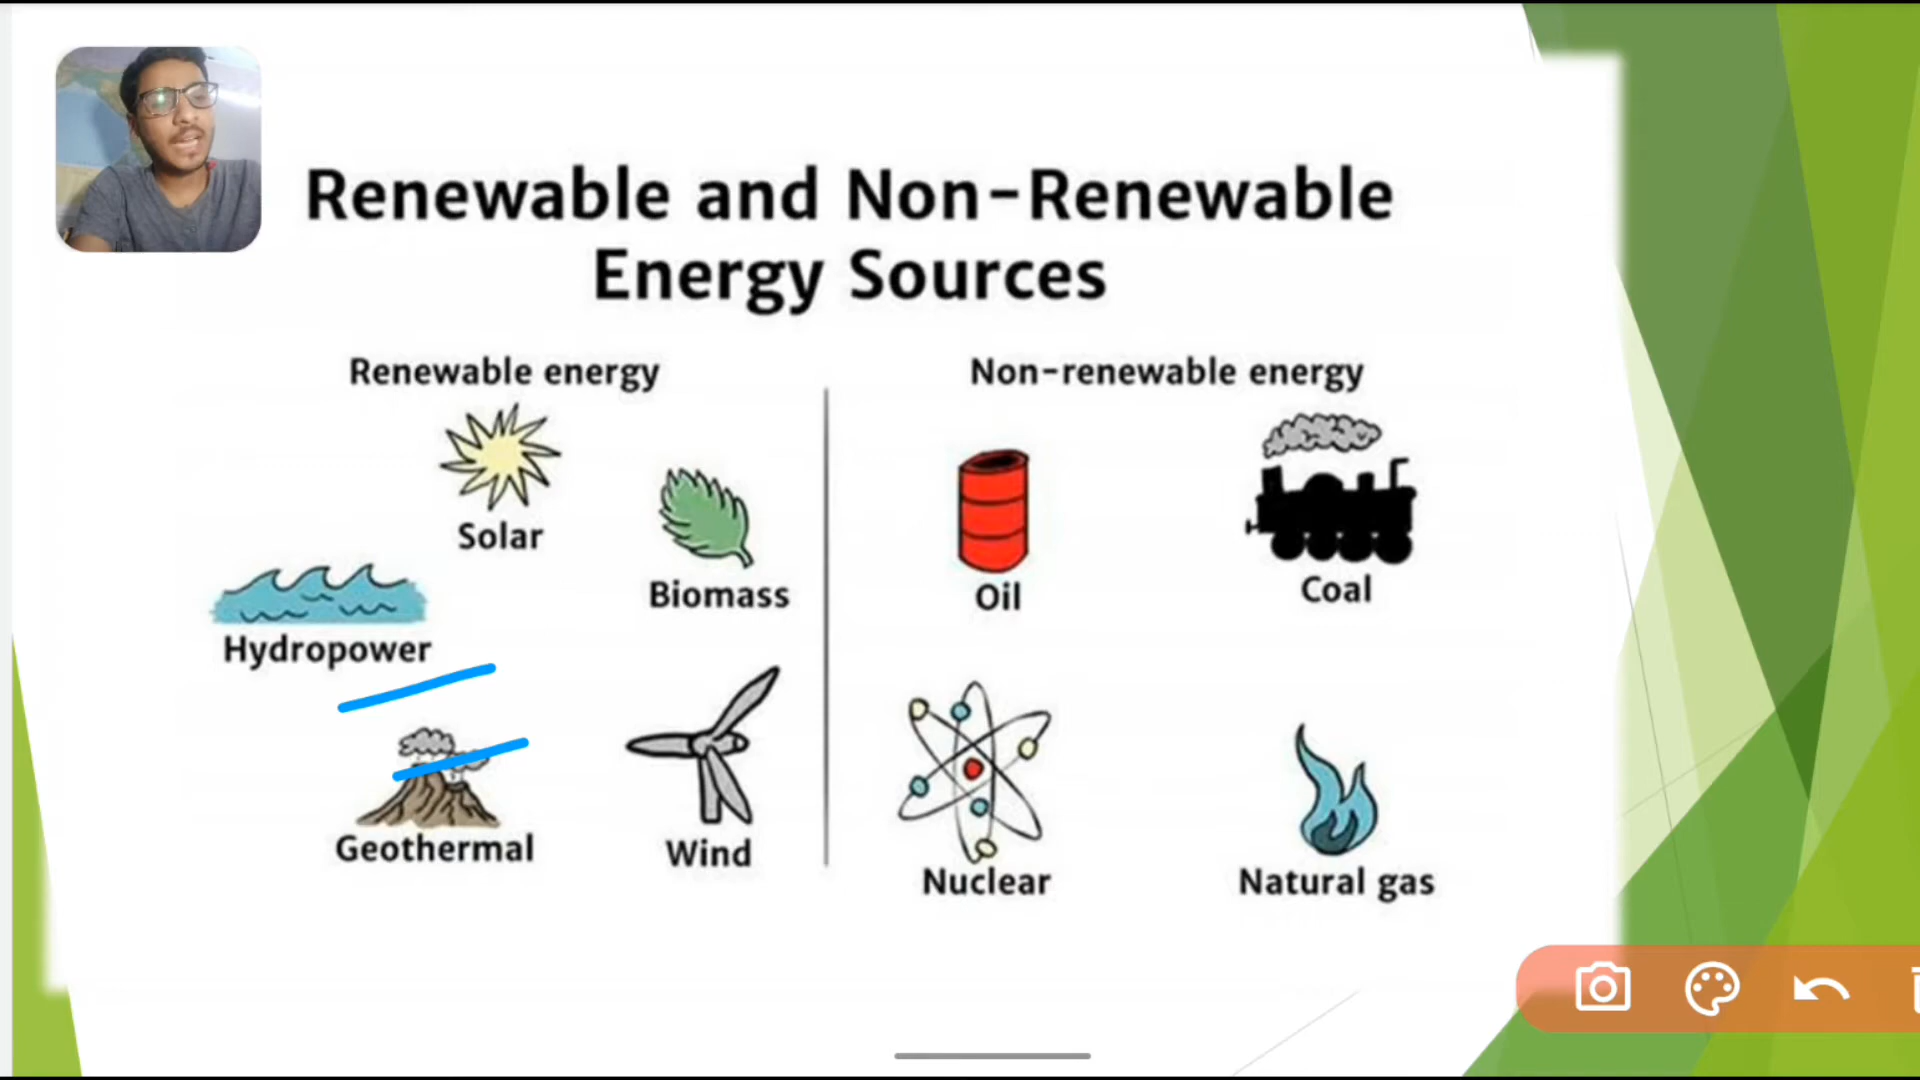 Renewable and Non-Renewable
Energy Sources
Renewable energy
Non-renewable energy
Solar
Biomass
Hydropower
Geothermal
Wind
Oil
Coal
Nuclear
Natural gas